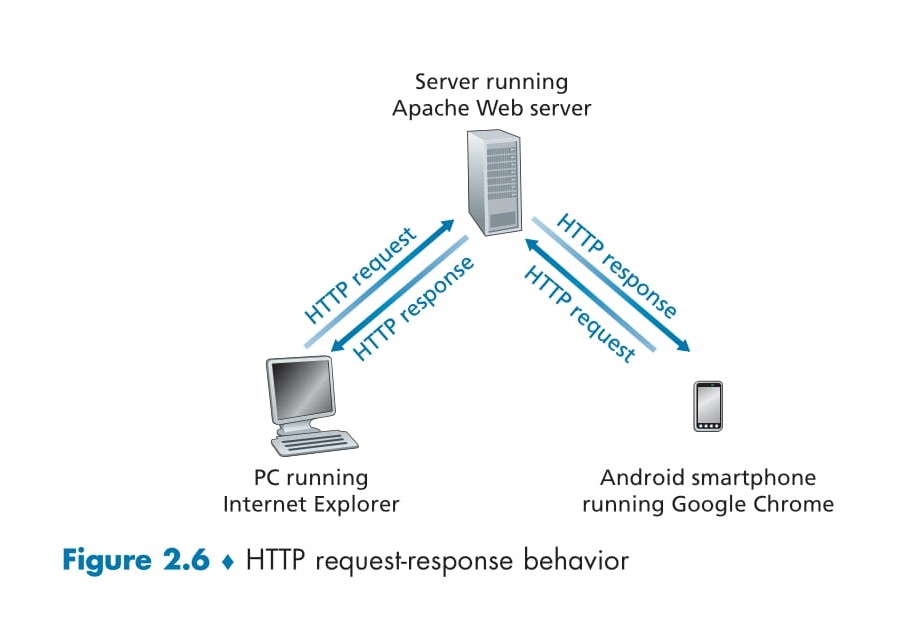 Server running
Apache Web server
HTTP request
HTTP response
HTTP response
HTTP request
PC running
Internet Explorer
Android smartphone
running Google Chrome
Figure 2.6 ♦ HTTP request-response behavior